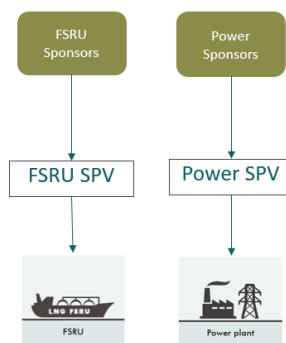 FSRU
Sponsors
Power
Sponsors
FSRU SPV
Power SPV
LNG FSRU
FSRU
Power plant